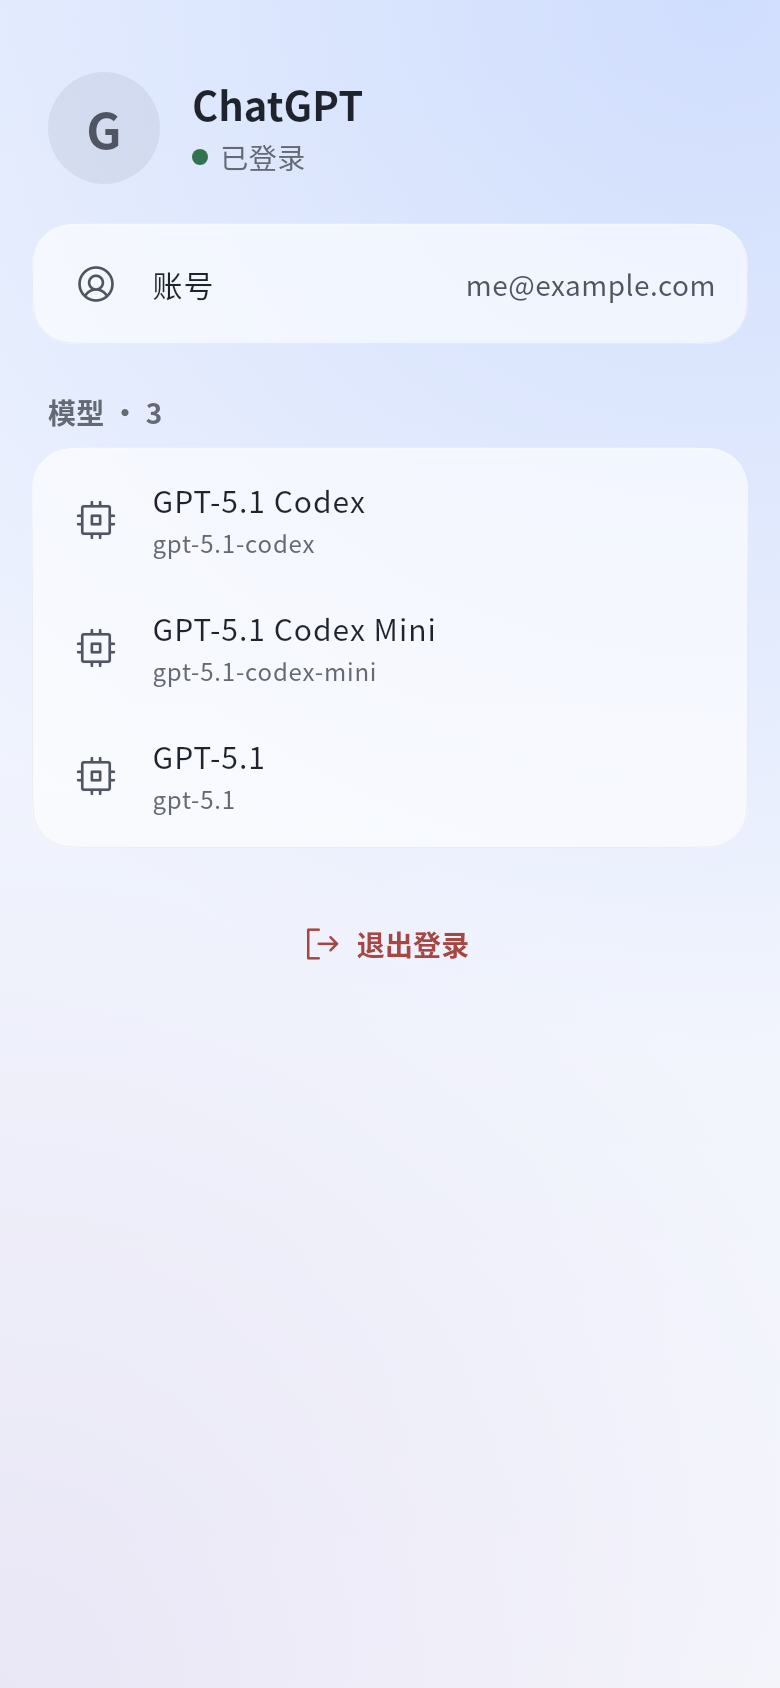 G
ChatGPT
已登录
账号 me@example.com
模型 · 3
GPT-5.1 Codex
gpt-5.1-codex
GPT-5.1 Codex Mini
gpt-5.1-codex-mini
GPT-5.1
gpt-5.1
退出登录